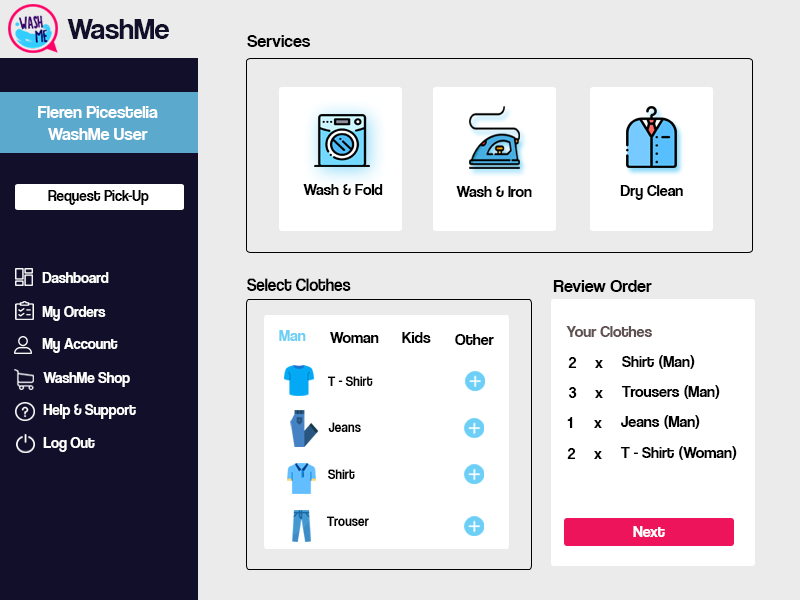 WASH
ME
WashMe
Fleren Picestelia
WashMe User
Request Pick-Up
Dashboard
My Orders
My Account
WashMe Shop
Help & Support
Log Out
Services
Wash & Fold
Wash & Iron
Dry Clean
Select Clothes
Man Woman Kids Other
T - Shirt
Jeans
Shirt
Trouser
Review Order
Your Clothes
2 x Shirt (Man)
3 x Trousers (Man)
1 x Jeans (Man)
2 x T - Shirt (Woman)
Next